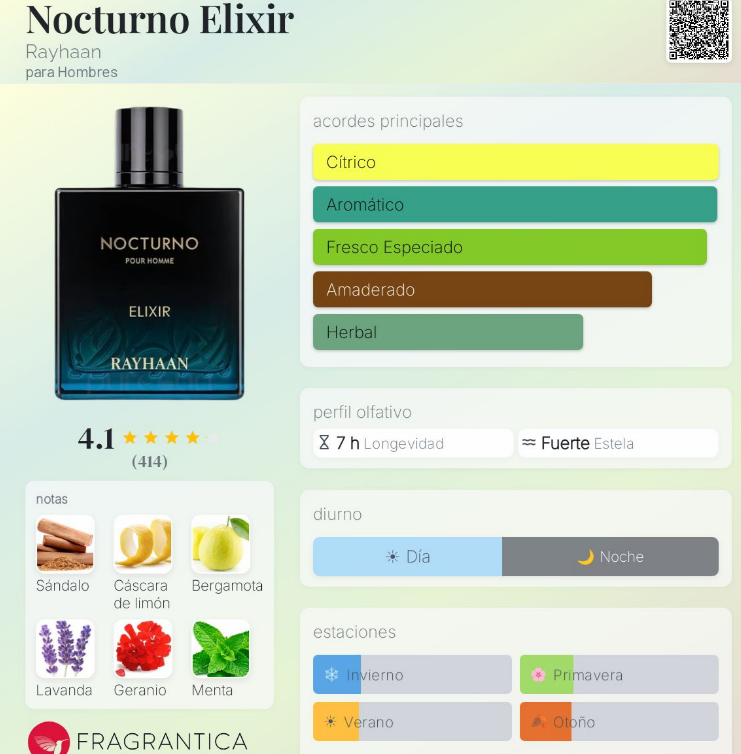 Nocturno Elixir
Rayhaan
para Hombres
NOCTURNO
POUR HOMME
ELIXIR
RAYHAAN
4.1
(414)
notas
Sándalo
Cáscara
de limón
Bergamota
Lavanda
Geranio
Menta
FRAGRANTICA
acordes principales
Cítrico
Aromático
Fresco Especiado
Amaderado
Herbal
perfil olfativo
7 h Longevidad
Fuerte Estela
diurno
Día
Noche
estaciones
Invierno
Primavera
Verano
Otoño